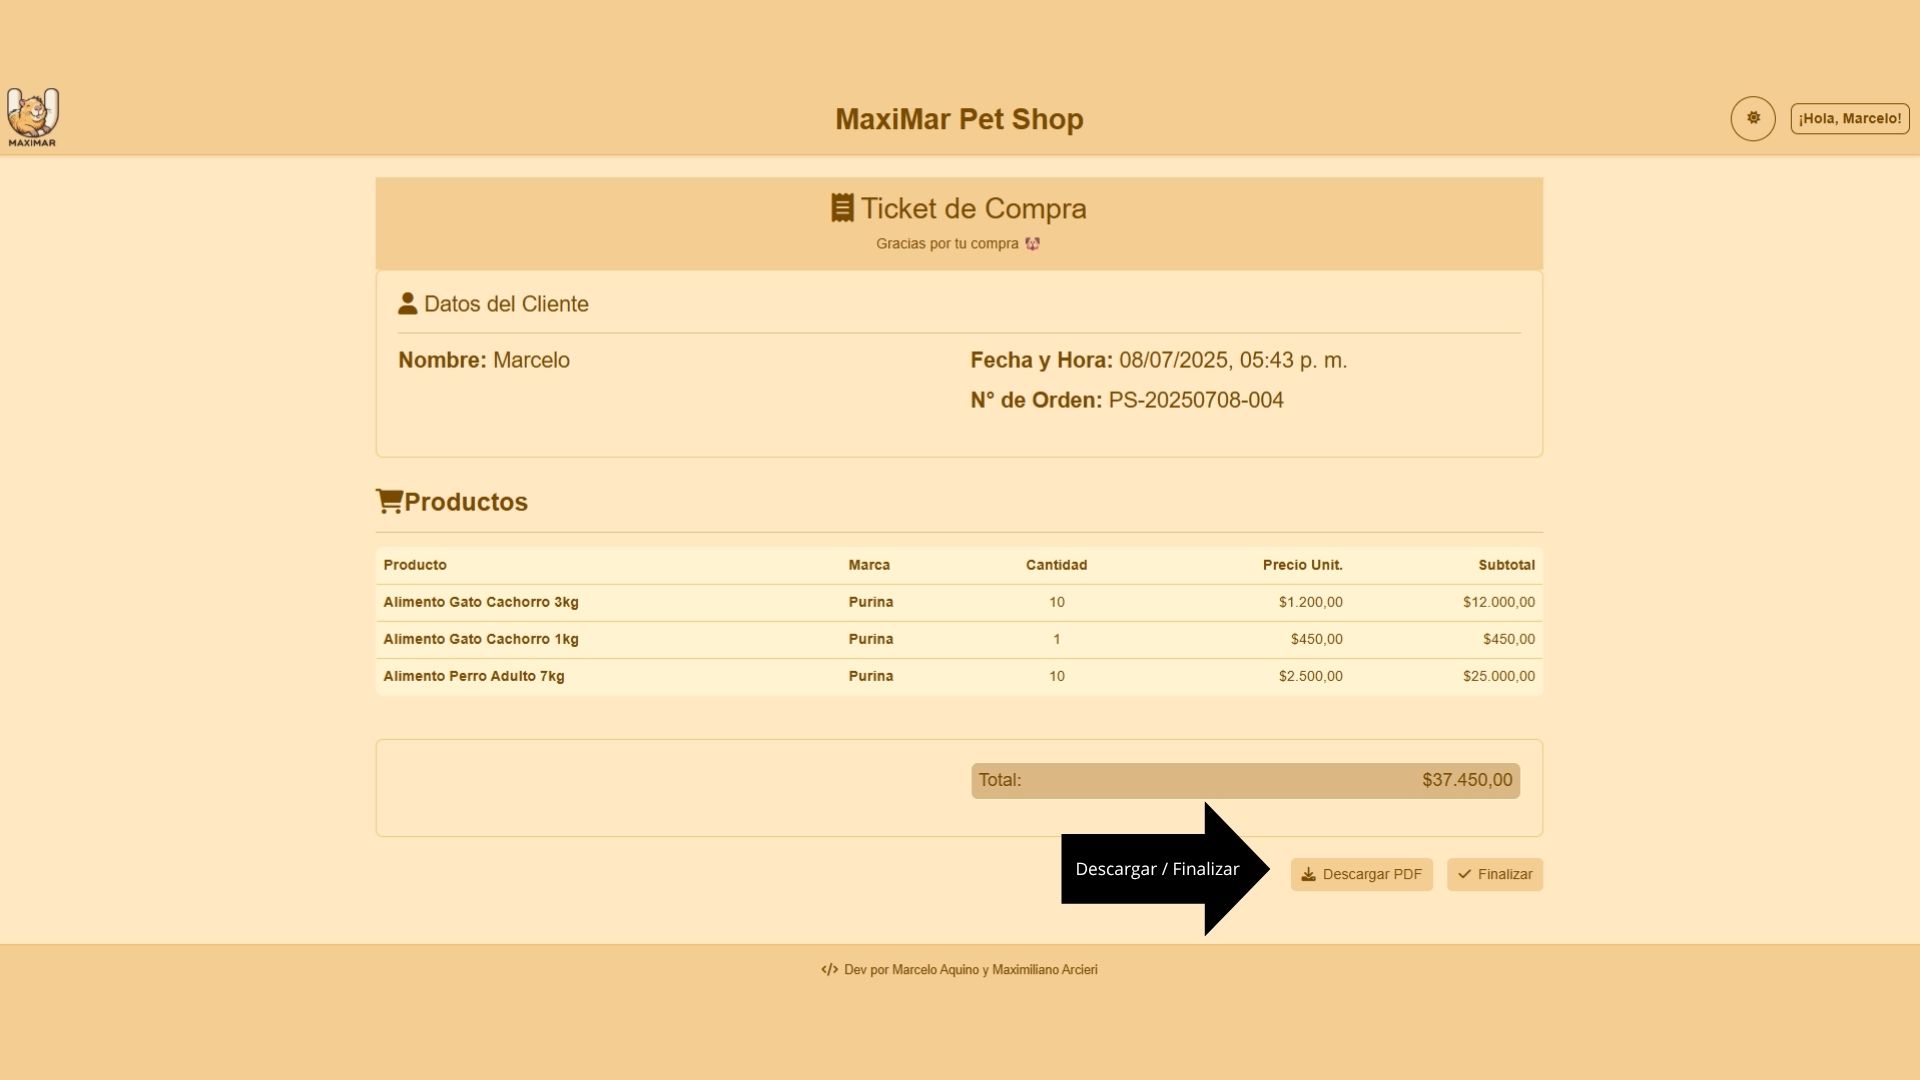 MAXIMAR
MaxiMar Pet Shop
¡Hola, Marcelo!
Ticket de Compra
Gracias por tu compra
Datos del Cliente
Nombre: Marcelo
Fecha y Hora: 08/07/2025, 05:43 p. m.
N° de Orden: PS-20250708-004
Productos
Producto Marca Cantidad Precio Unit. Subtotal
Alimento Gato Cachorro 3kg Purina 10 $1.200,00 $12.000,00
Alimento Gato Cachorro 1kg Purina 1 $450,00 $450,00
Alimento Perro Adulto 7kg Purina 10 $2.500,00 $25.000,00
Total: $37.450,00
Descargar / Finalizar
Descargar PDF
Finalizar
</> Dev por Marcelo Aquino y Maximiliano Arcieri